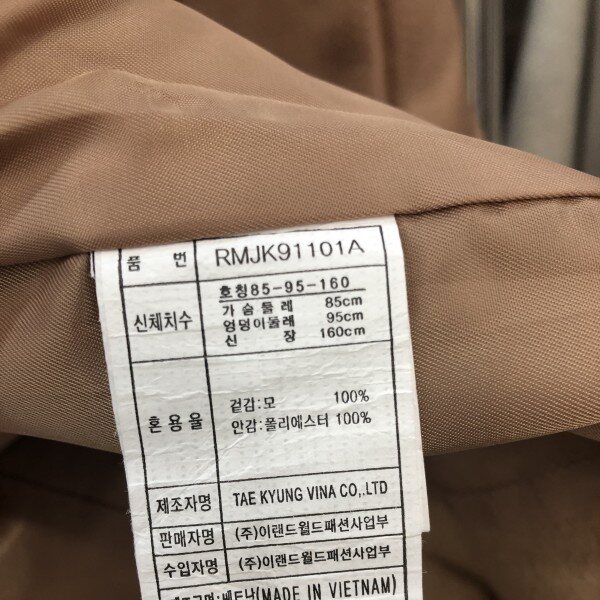 품 번 RMJK91101A
신체치수 호칭85-95-160
가슴둘레 85cm
엉덩이둘레 95cm
신장 160cm
혼용율 겉감:모 100%
안감:폴리에스터 100%
제조자명 TAE KYUNG VINA CO,.LTD
판매자명 (주)이랜드월드패션사업부
수입자명 (주)이랜드월드패션사업부
제조국명:베트남(MADE IN VIETNAM)